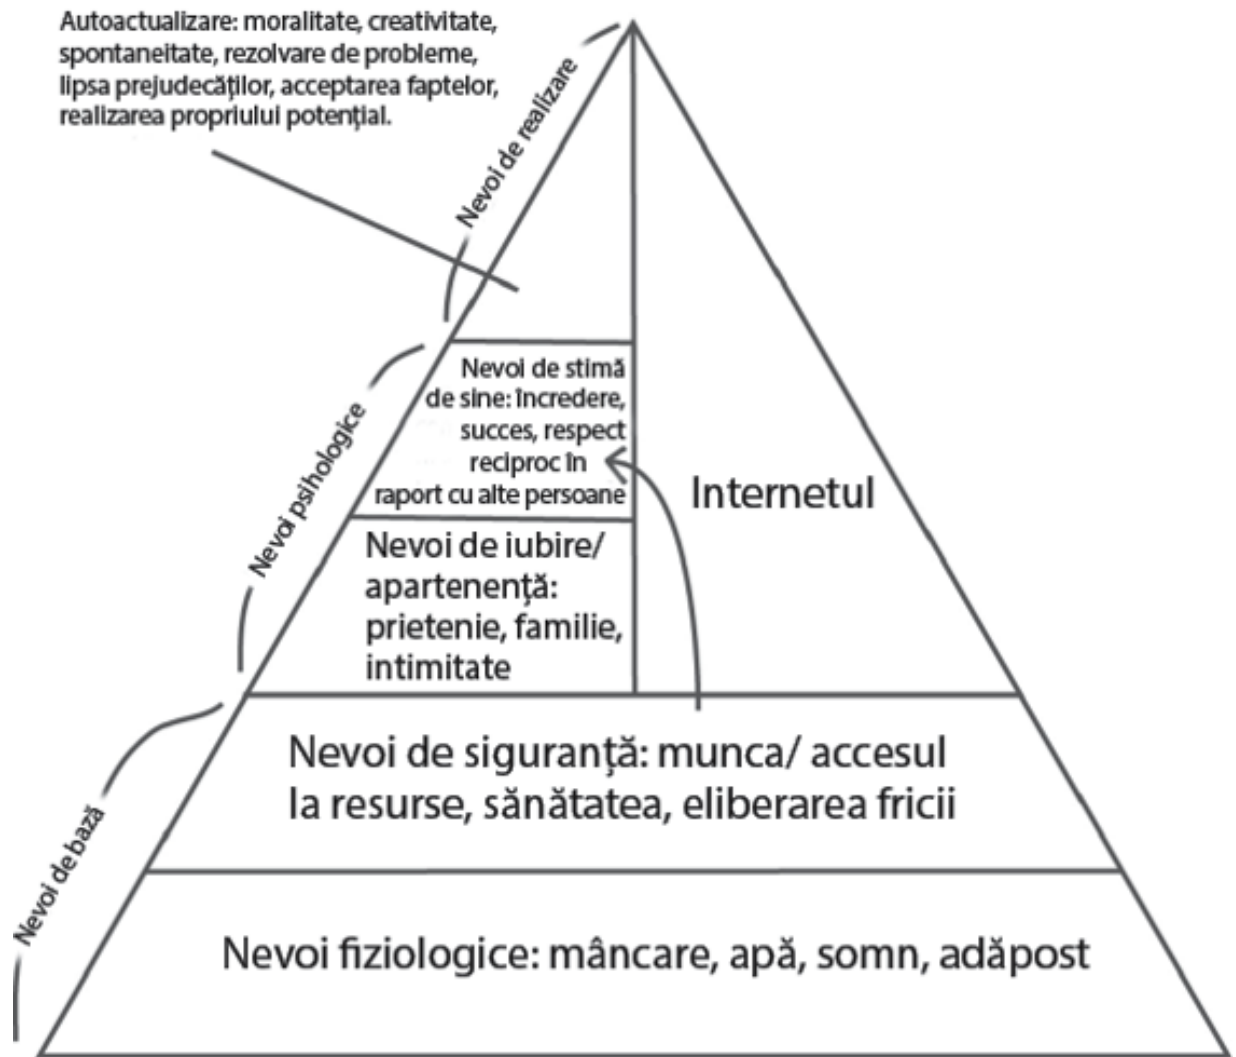 Autoactualizare: moralitate, creativitate,
spontaneitate, rezolvare de probleme,
lipsa prejudecăților, acceptarea faptelor,
realizarea propriului potențial.
Nevoi de realizare
Nevoi de stimă
de sine: încredere,
succes, respect
reciproc în
raport cu alte persoane
Nevoi psihologice
Internetul
Nevoi de iubire/
apartenență:
prietenie, familie,
intimitate
Nevoi de siguranță: munca/ accesul
la resurse, sănătatea, eliberarea fricii
Nevoi de bază
Nevoi fiziologice: mâncare, apă, somn, adăpost